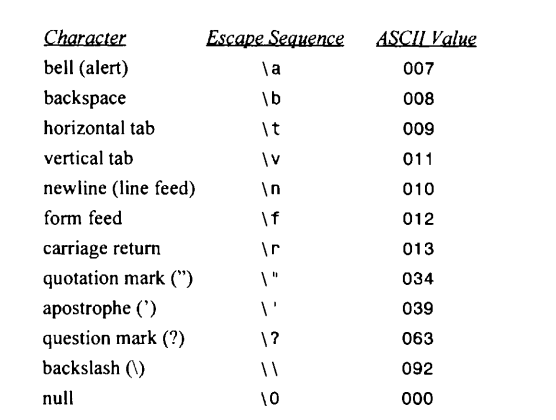 Character Escape Sequence ASCII Value
bell (alert) \a 007
backspace \b 008
horizontal tab \t 009
vertical tab \v 011
newline (line feed) \n 010
form feed \f 012
carriage return \r 013
quotation mark (") \" 034
apostrophe (') \' 039
question mark (?) \? 063
backslash (\) \\ 092
null \0 000